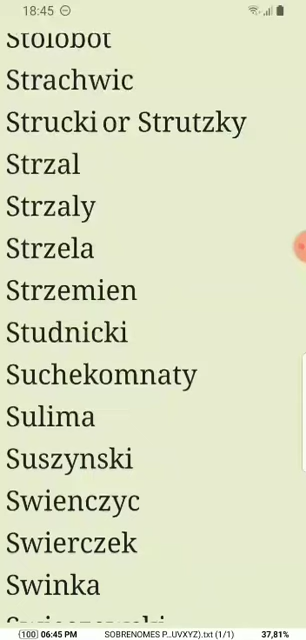 18:45
Stolobot
Strachwic
Strucki or Strutzky
Strzal
Strzaly
Strzela
Strzemien
Studnicki
Suchekomnaty
Sulima
Suszynski
Swienczyc
Swierczek
Swinka
100 06:45 PM SOBRENOMES P...UVXYZ).txt (1/1) 37,81%